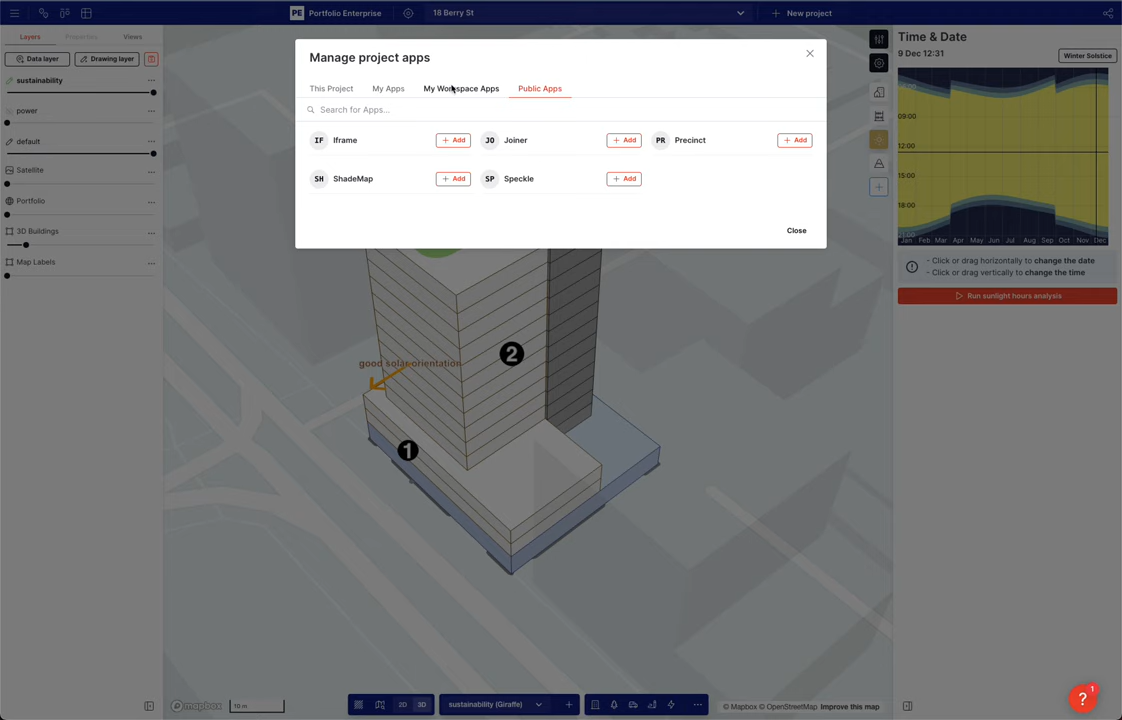 PE Portfolio Enterprise
18 Berry St
New project
Layers Properties Views
Data layer
Drawing layer
sustainability
power
default
Satellite
Portfolio
3D Buildings
Map Labels
Manage project apps
This Project My Apps My Workspace Apps Public Apps
Search for Apps...
IF Iframe + Add
JO Joiner + Add
PR Precinct + Add
SH ShadeMap + Add
SP Speckle + Add
Close
good solar orientation
2
1
Time & Date
9 Dec 12:31
Winter Solstice
09:00
12:00
15:00
18:00
Jan Feb Mar Apr May Jun Jul Aug Sep Oct Nov Dec
- Click or drag horizontally to change the date
- Click or drag vertically to change the time
Run sunlight hours analysis
mapbox
10 m
2D 3D
sustainability (Giraffe)
© Mapbox © OpenStreetMap Improve this map
? 1